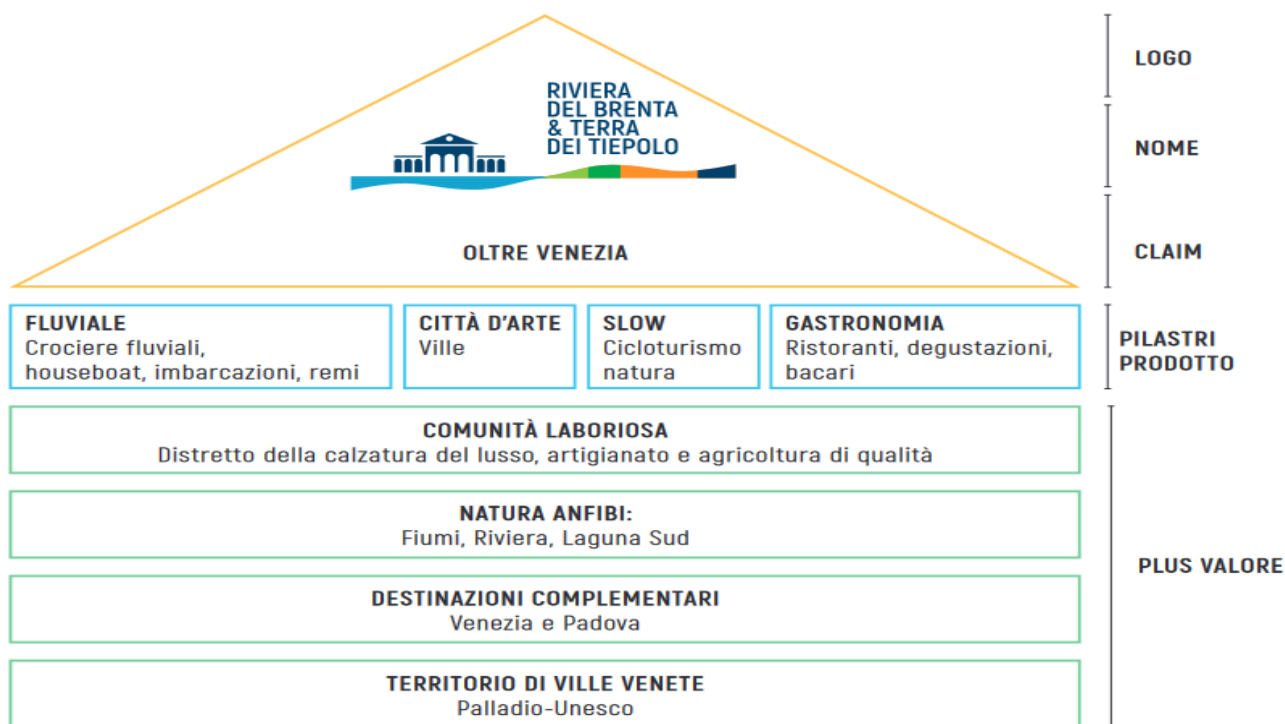 RIVIERA
DEL BRENTA
& TERRA
DEI TIEPOLO
OLTRE VENEZIA
LOGO
NOME
CLAIM
FLUVIALE
Crociere fluviali,
houseboat, imbarcazioni, remi
CITTÀ D'ARTE
Ville
SLOW
Cicloturismo
natura
GASTRONOMIA
Ristoranti, degustazioni,
bacari
PILASTRI
PRODOTTO
COMUNITÀ LABORIOSA
Distretto della calzatura del lusso, artigianato e agricoltura di qualità
NATURA ANFIBI:
Fiumi, Riviera, Laguna Sud
DESTINAZIONI COMPLEMENTARI
Venezia e Padova
TERRITORIO DI VILLE VENETE
Palladio-Unesco
PLUS VALORE